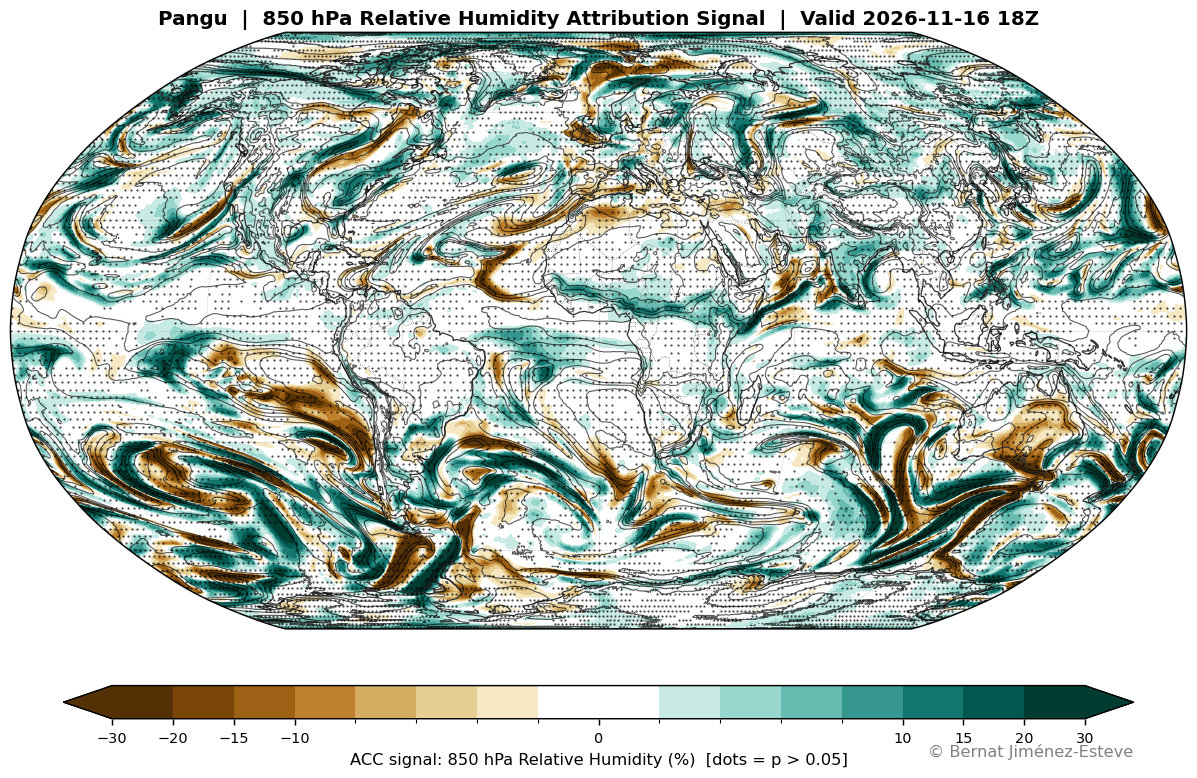 Pangu | 850 hPa Relative Humidity Attribution Signal | Valid 2026-11-16 18Z
−30 −20 −15 −10 0 10 15 20 30
© Bernat Jiménez-Esteve
ACC signal: 850 hPa Relative Humidity (%) [dots = p > 0.05]